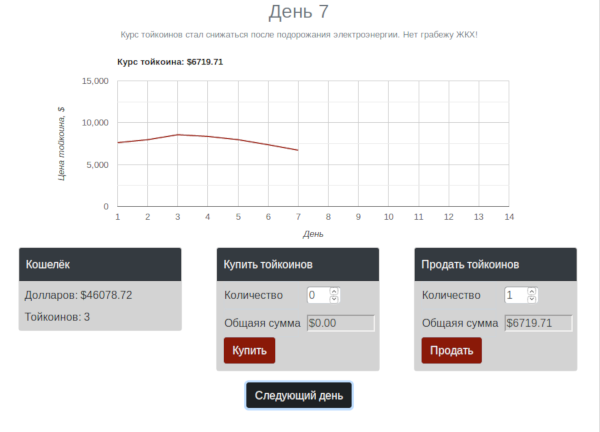 День 7
Курс тойкоинов стал снижаться после подорожания электроэнергии. Нет грабежу ЖКХ!
Курс тойкоина: $6719.71
Цена тойкоина, $
15,000
10,000
5,000
0
1 2 3 4 5 6 7 8 9 10 11 12 13 14
День
Кошелёк
Долларов: $46078.72
Тойкоинов: 3
Купить тойкоинов
Количество 0
Общаяя сумма $0.00
Купить
Продать тойкоинов
Количество 1
Общаяя сумма $6719.71
Продать
Следующий день